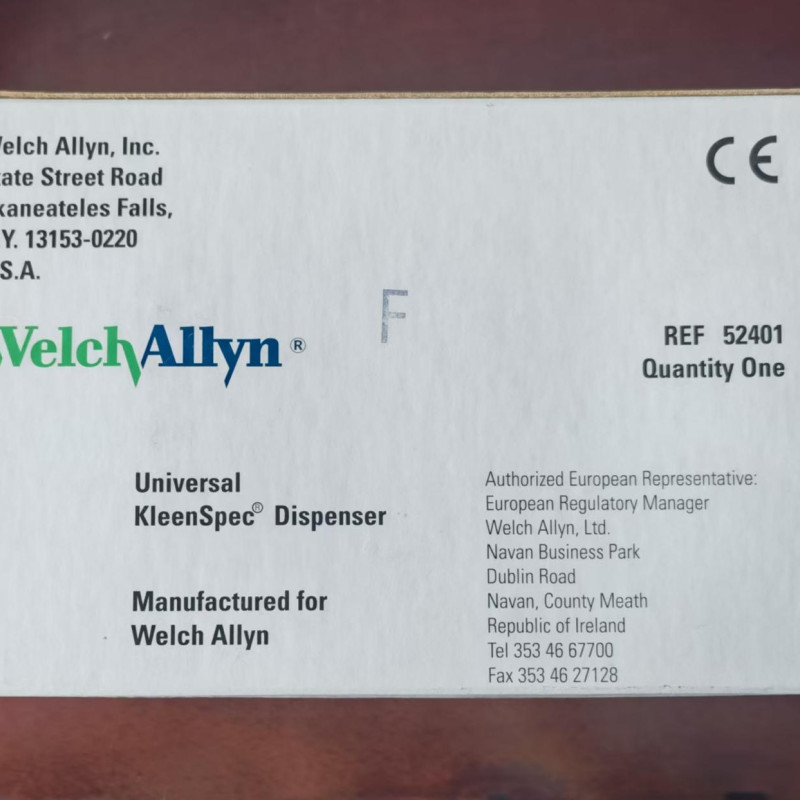 elch Allyn, Inc.
ate Street Road
kaneateles Falls,
Y. 13153-0220
S.A.
CE
F
WelchAllyn®
REF 52401
Quantity One
Universal
KleenSpec® Dispenser
Manufactured for
Welch Allyn
Authorized European Representative:
European Regulatory Manager
Welch Allyn, Ltd.
Navan Business Park
Dublin Road
Navan, County Meath
Republic of Ireland
Tel 353 46 67700
Fax 353 46 27128